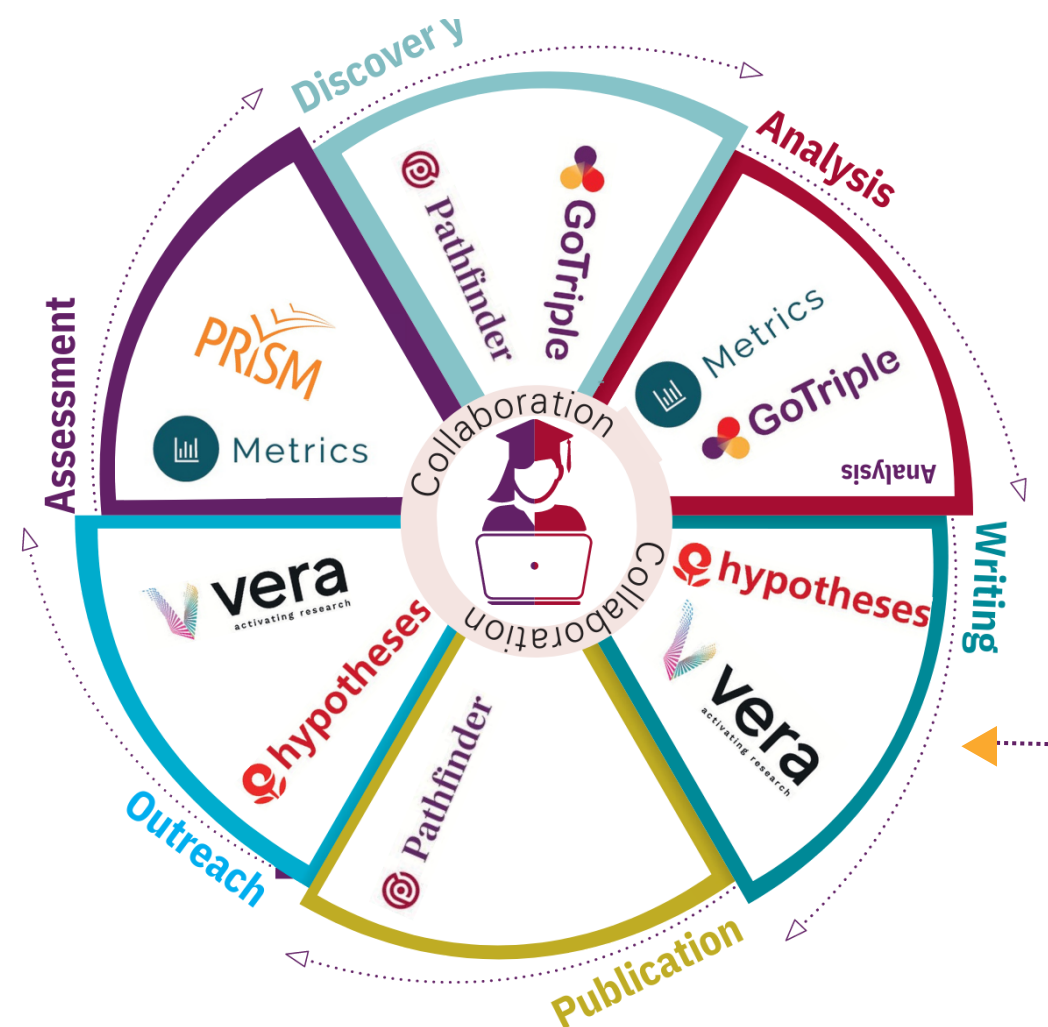 Discovery
Pathfinder
GoTriple
Analysis
Metrics
GoTriple
Analysis
Writing
hypotheses
vera
activating research
Publication
Pathfinder
Outreach
vera
activating research
hypotheses
Assessment
PRISM
Metrics
Collaboration
Collaboration